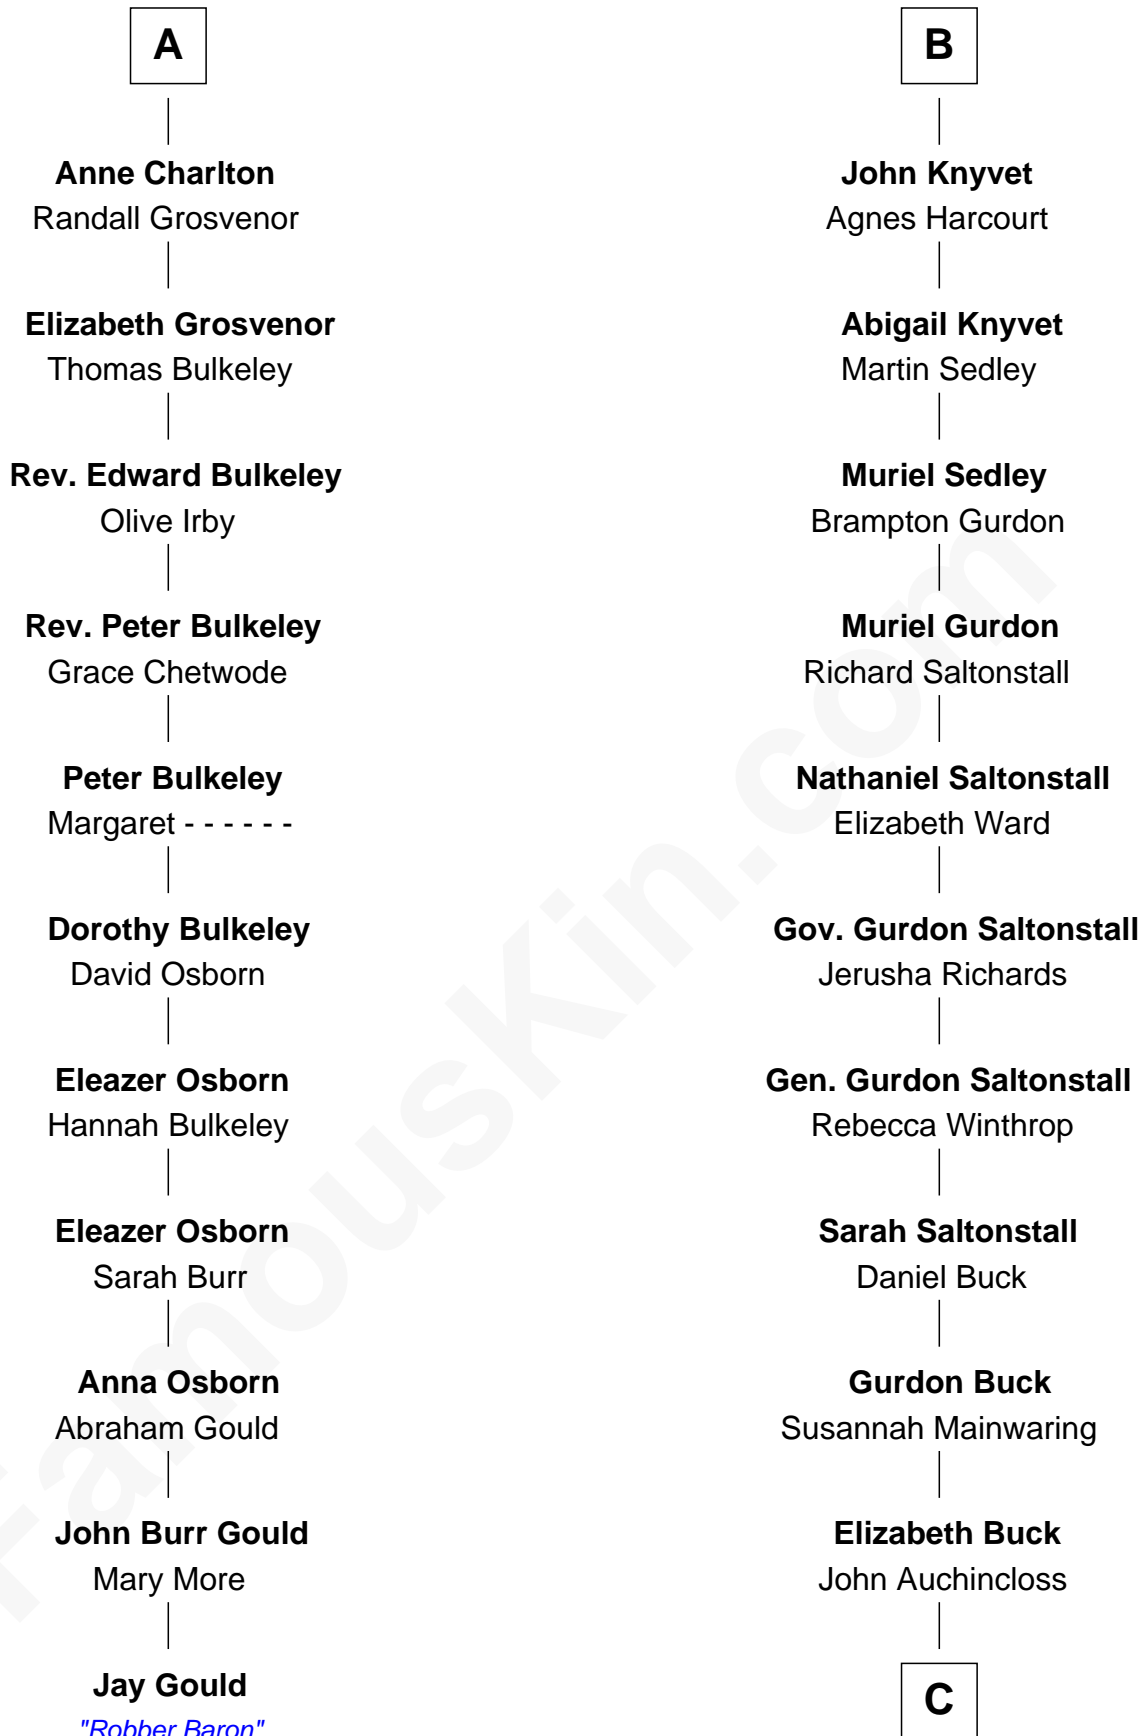 A
Anne Charlton
Randall Grosvenor
Elizabeth Grosvenor
Thomas Bulkeley
Rev. Edward Bulkeley
Olive Irby
Rev. Peter Bulkeley
Grace Chetwode
Peter Bulkeley
Margaret - - - - - -
Dorothy Bulkeley
David Osborn
Eleazer Osborn
Hannah Bulkeley
Eleazer Osborn
Sarah Burr
Anna Osborn
Abraham Gould
John Burr Gould
Mary More
Jay Gould
"Robber Baron"
B
John Knyvet
Agnes Harcourt
Abigail Knyvet
Martin Sedley
Muriel Sedley
Brampton Gurdon
Muriel Gurdon
Richard Saltonstall
Nathaniel Saltonstall
Elizabeth Ward
Gov. Gurdon Saltonstall
Jerusha Richards
Gen. Gurdon Saltonstall
Rebecca Winthrop
Sarah Saltonstall
Daniel Buck
Gurdon Buck
Susannah Mainwaring
Elizabeth Buck
John Auchincloss
C
FamousKin.com